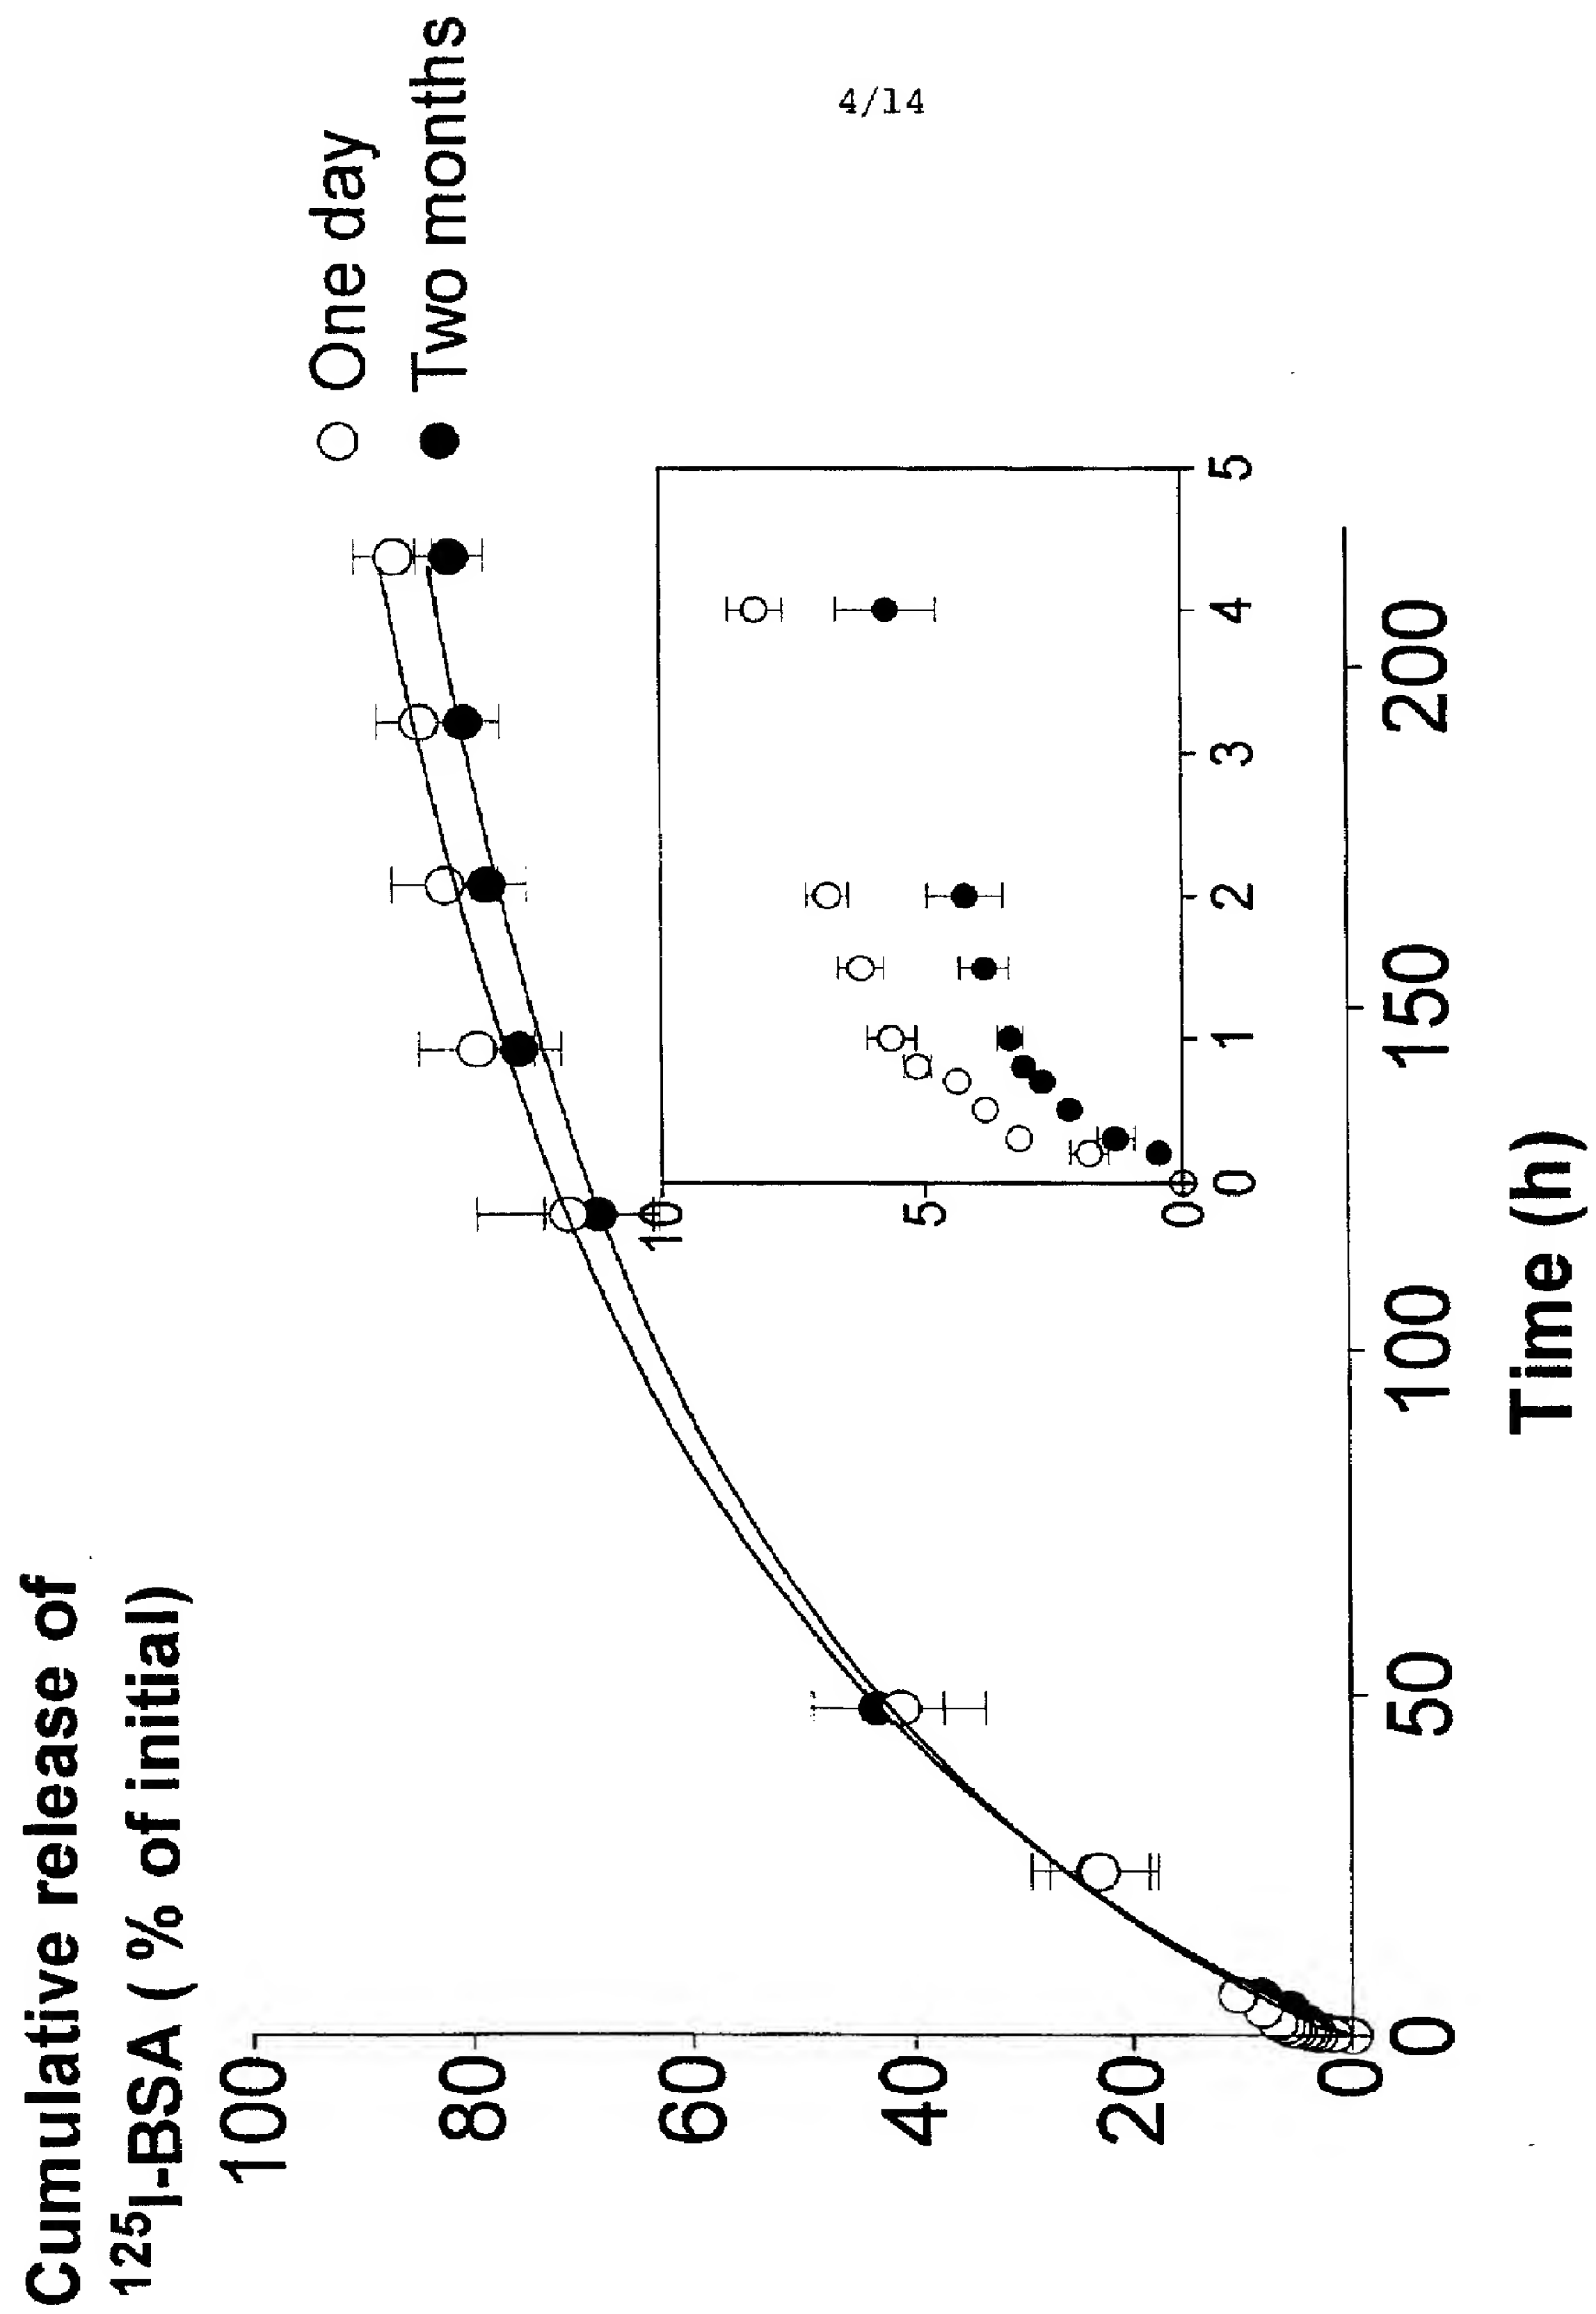 4/14
Cumulative release of
¹²⁵I-BSA ( % of initial)
One day
Two months
100
80
60
40
20
0
10
5
0
0 1 2 3 4 5
0 50 100 150 200
Time (h)